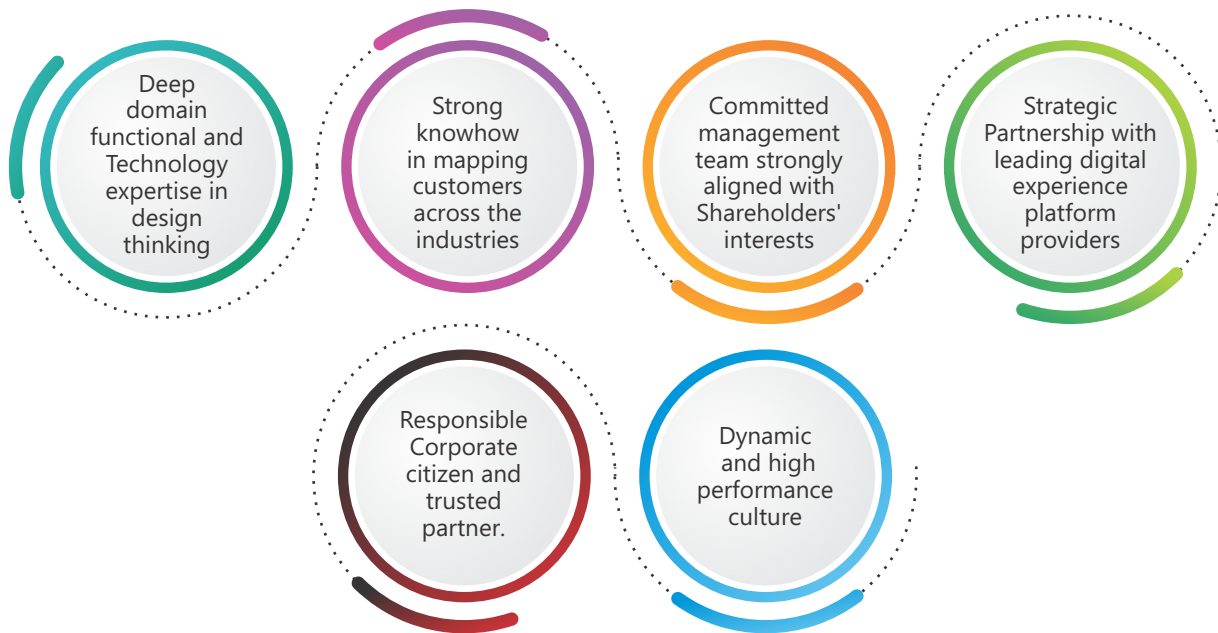 Deep
domain
functional and
Technology
expertise in
design
thinking
Strong
knowhow
in mapping
customers
across the
industries
Committed
management
team strongly
aligned with
Shareholders'
interests
Strategic
Partnership with
leading digital
experience
platform
providers
Responsible
Corporate
citizen and
trusted
partner.
Dynamic
and high
performance
culture